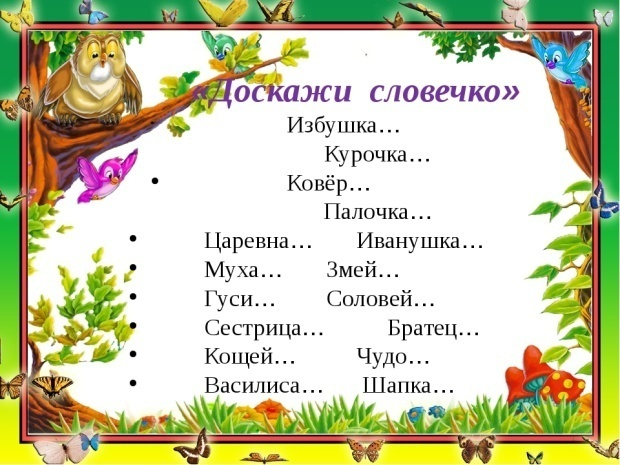 «Доскажи словечко»
Избушка…
Курочка…
• Ковёр…
Палочка…
• Царевна… Иванушка…
• Муха… Змей…
• Гуси… Соловей…
• Сестрица… Братец…
• Кощей… Чудо…
• Василиса… Шапка…